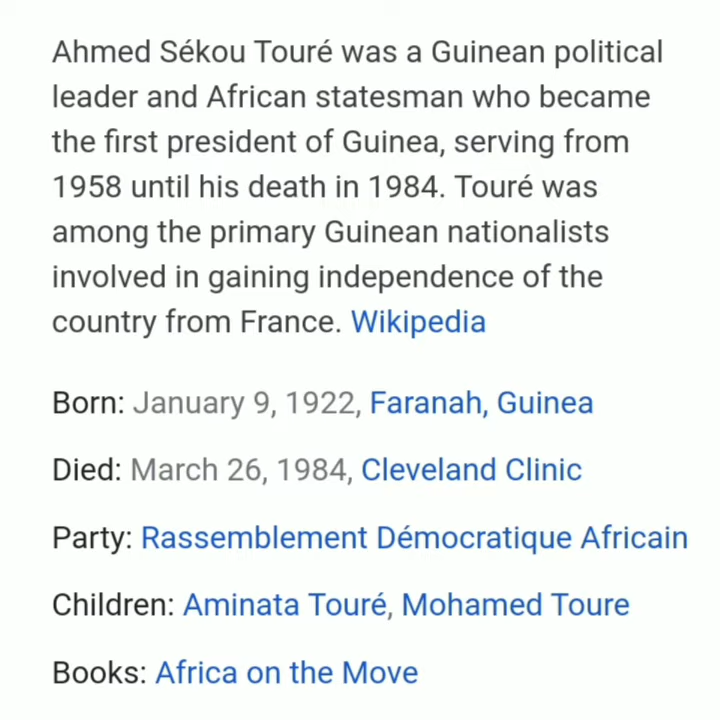 Ahmed Sékou Touré was a Guinean political
leader and African statesman who became
the first president of Guinea, serving from
1958 until his death in 1984. Touré was
among the primary Guinean nationalists
involved in gaining independence of the
country from France. Wikipedia
Born: January 9, 1922, Faranah, Guinea
Died: March 26, 1984, Cleveland Clinic
Party: Rassemblement Démocratique Africain
Children: Aminata Touré, Mohamed Toure
Books: Africa on the Move